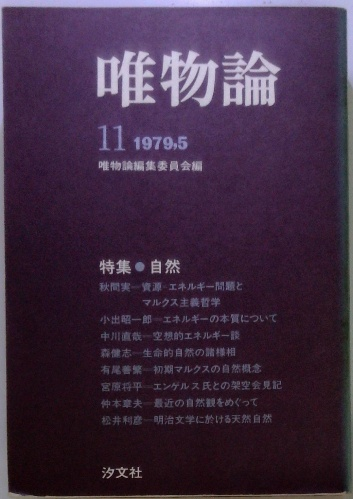 唯物論
11 1979,5
唯物論編集委員会編
特集●自然
秋間実―資源=エネルギー問題と
マルクス主義哲学
小出昭一郎―エネルギーの本質について
中川直哉―空想的エネルギー談
森健志―生命的自然の諸様相
有尾善繁―初期マルクスの自然概念
宮原将平―エンゲルス氏との架空会見記
仲本章夫―最近の自然観をめぐって
松井利彦―明治文学に於ける天然自然
汐文社